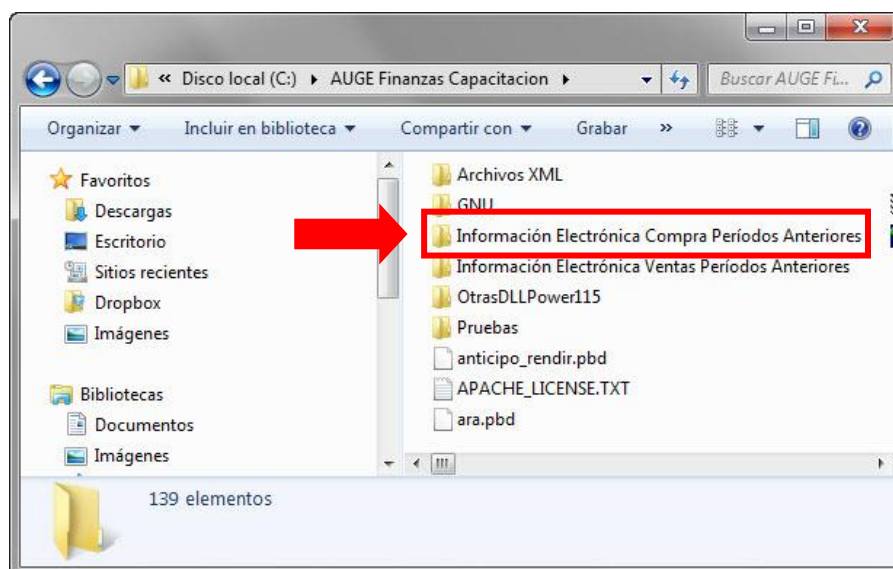 « Disco local (C:) ▸ AUGE Finanzas Capacitacion ▸
Buscar AUGE Fi...
Organizar
Incluir en biblioteca
Compartir con
Grabar
»
Favoritos
Descargas
Escritorio
Sitios recientes
Dropbox
Imágenes
Bibliotecas
Documentos
Imágenes
Archivos XML
GNU
Información Electrónica Compra Períodos Anteriores
Información Electrónica Ventas Períodos Anteriores
OtrasDLLPower115
Pruebas
anticipo_rendir.pbd
APACHE_LICENSE.TXT
ara.pbd
139 elementos